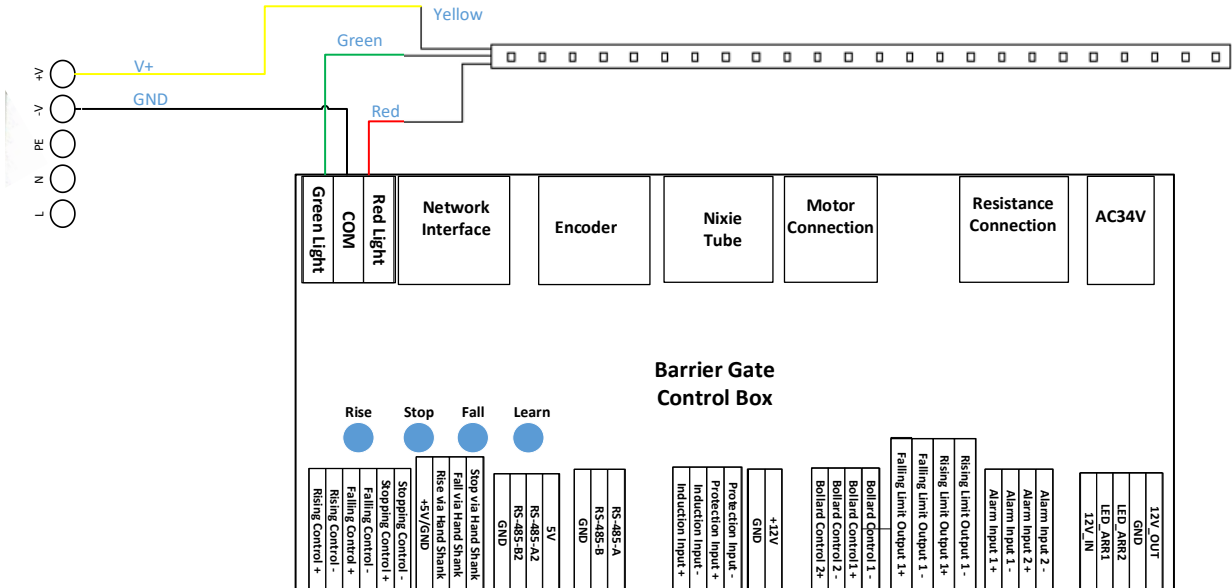 Yellow
Green
Red
V+
GND
+V
-V
PE
N
L
Green Light
COM
Red Light
Network
Interface
Encoder
Nixie
Tube
Motor
Connection
Resistance
Connection
AC34V
Barrier Gate
Control Box
Rise
Stop
Fall
Learn
Rising Control +
Rising Control -
Falling Control +
Falling Control -
Stopping Control +
Stopping Control -
+5V/GND
Rise via Hand Shank
Fall via Hand Shank
Stop via Hand Shank
GND
RS-485-B2
RS-485-A2
5V
GND
RS-485-B
RS-485-A
Induction Input+
Induction Input-
Protection Input +
Protection Input -
GND
+12V
Bollard Control 2+
Bollard Control 2 -
Bollard Control1 +
Bollard Control 1 -
Falling Limit Output 1+
Falling Limit Output 1 -
Rising Limit Output 1+
Rising Limit Output 1 -
Alarm Input 1 +
Alarm Input 1 -
Alarm Input 2 +
Alarm Input 2 -
12V_IN
LED_ARR1
LED_ARR2
GND
12V_OUT